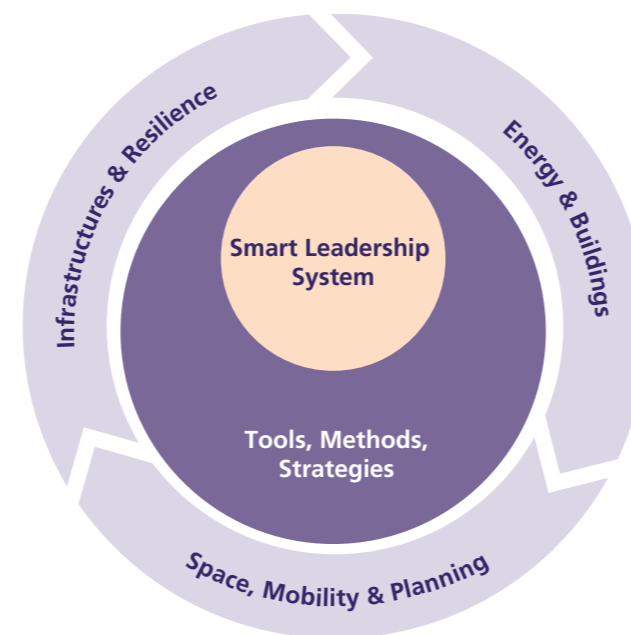 Infrastructures & Resilience
Energy & Buildings
Smart Leadership
System
Tools, Methods,
Strategies
Space, Mobility & Planning